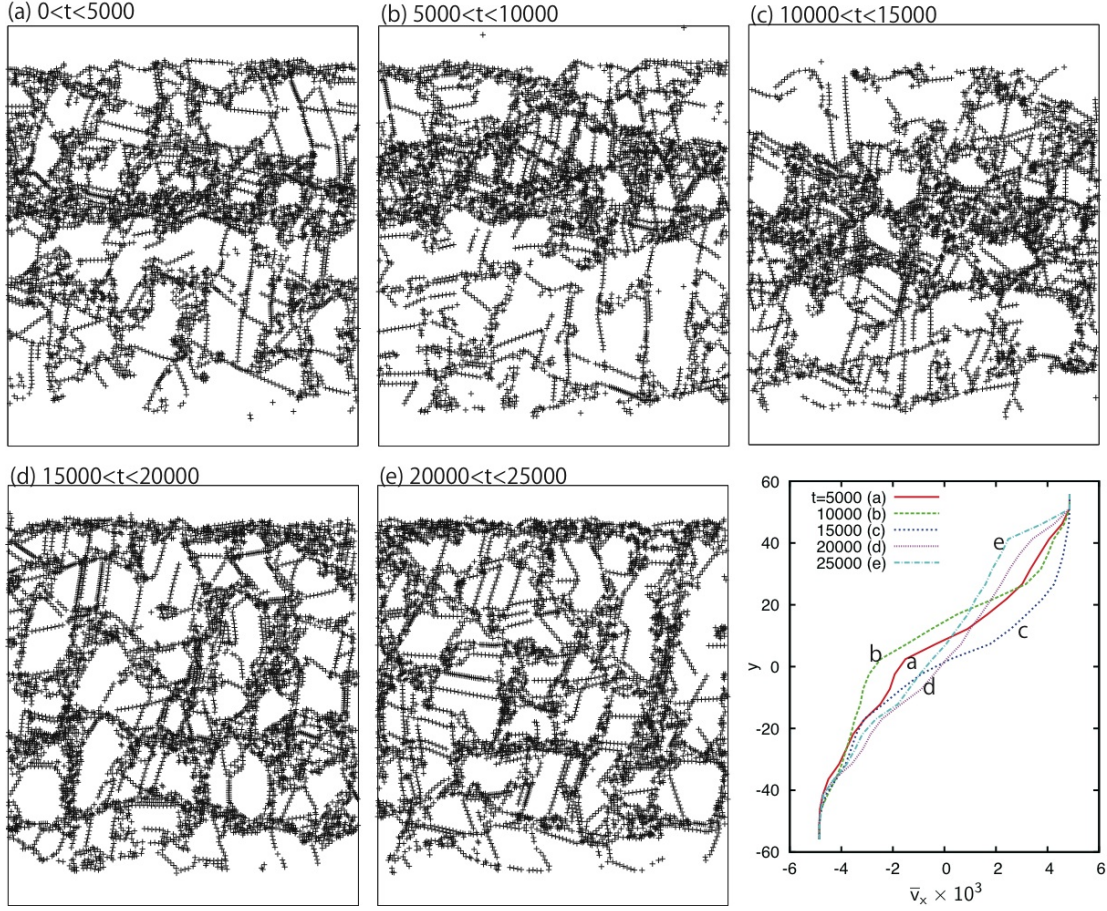 (a) 0<t<5000
(b) 5000<t<10000
(c) 10000<t<15000
(d) 15000<t<20000
(e) 20000<t<25000
60
t=5000 (a)
10000 (b)
15000 (c)
20000 (d)
25000 (e)
e
40
20
c
b
a
y
0
d
-20
-40
-60
-6 -4 -2 0 2 4 6
v̅ₓ × 10³